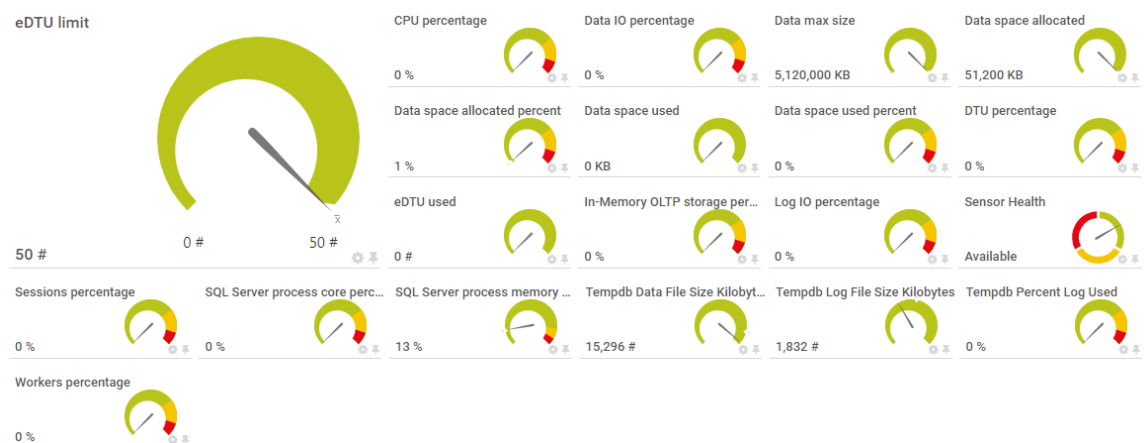 eDTU limit
0 #
50 #
x̄
50 #
CPU percentage
0 %
Data IO percentage
0 %
Data max size
5,120,000 KB
Data space allocated
51,200 KB
Data space allocated percent
1 %
Data space used
0 KB
Data space used percent
0 %
DTU percentage
0 %
eDTU used
0 #
In-Memory OLTP storage per...
0 %
Log IO percentage
0 %
Sensor Health
Available
Sessions percentage
0 %
SQL Server process core perc...
0 %
SQL Server process memory ...
13 %
Tempdb Data File Size Kilobyt...
15,296 #
Tempdb Log File Size Kilobytes
1,832 #
Tempdb Percent Log Used
0 %
Workers percentage
0 %